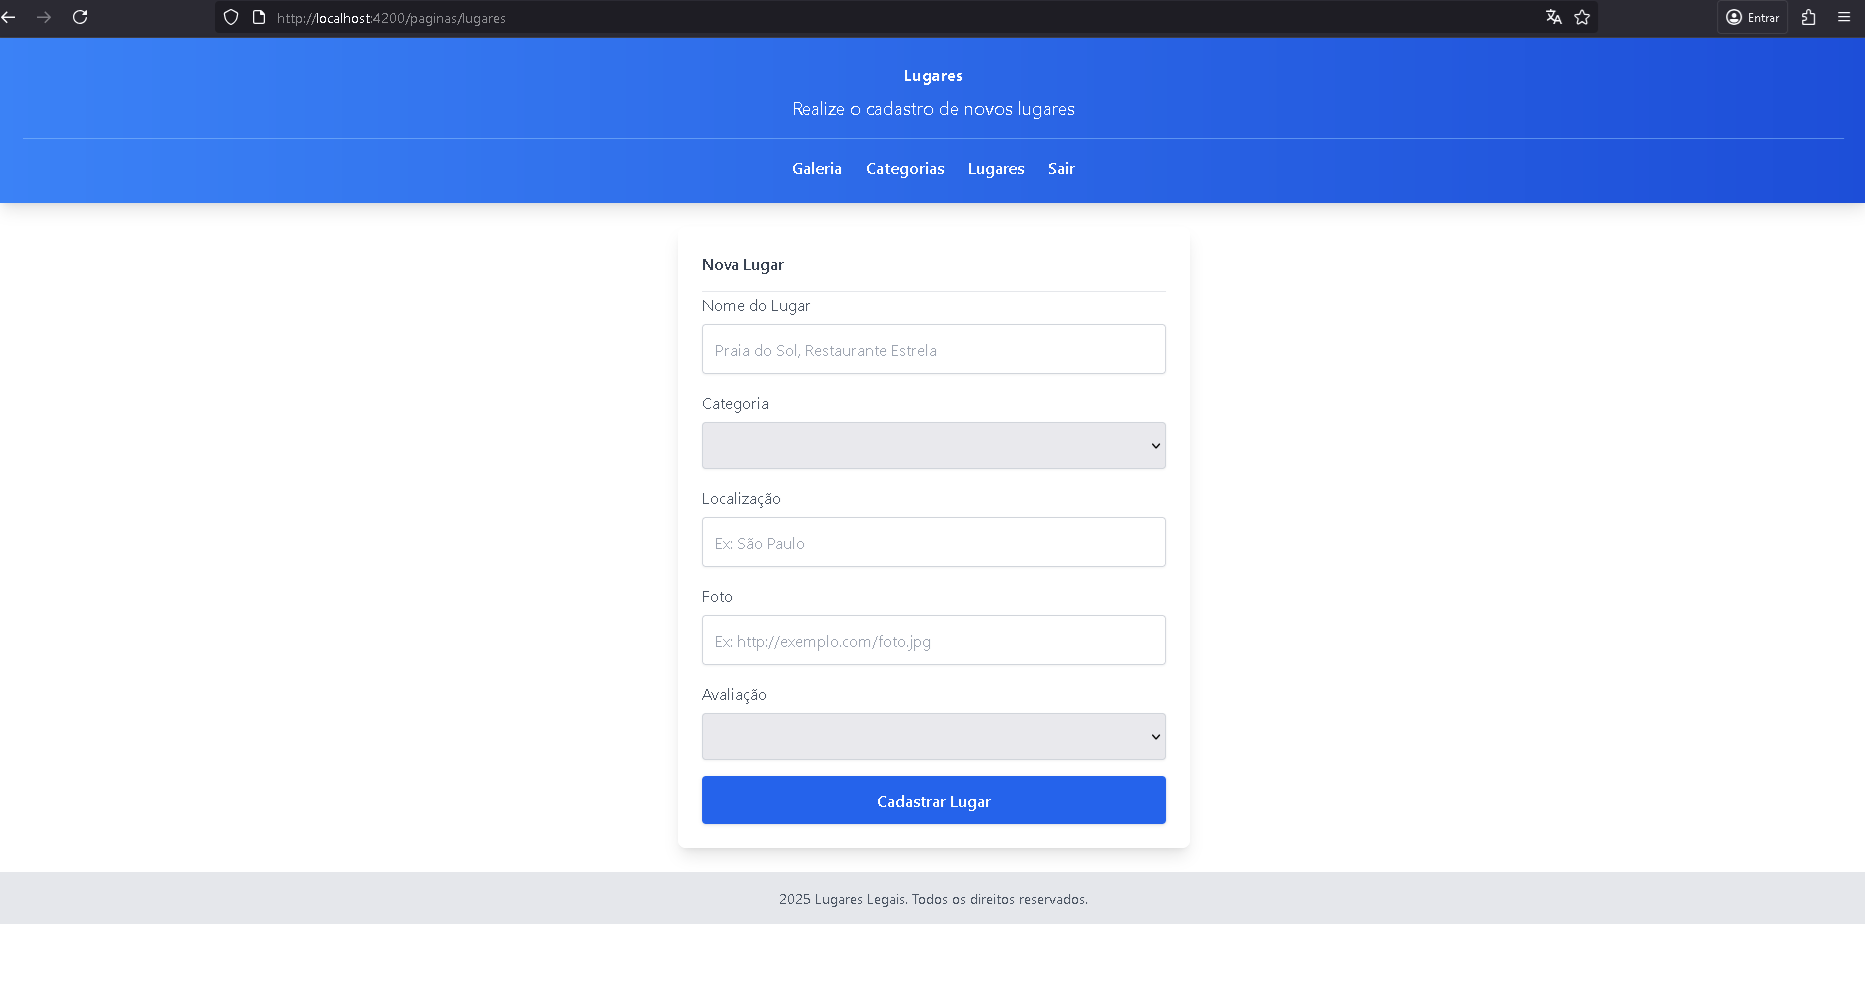 http://localhost:4200/paginas/lugares
Entrar
Lugares
Realize o cadastro de novos lugares
Galeria Categorias Lugares Sair
Nova Lugar
Nome do Lugar
Praia do Sol, Restaurante Estrela
Categoria
Localização
Ex: São Paulo
Foto
Ex: http://exemplo.com/foto.jpg
Avaliação
Cadastrar Lugar
2025 Lugares Legais. Todos os direitos reservados.